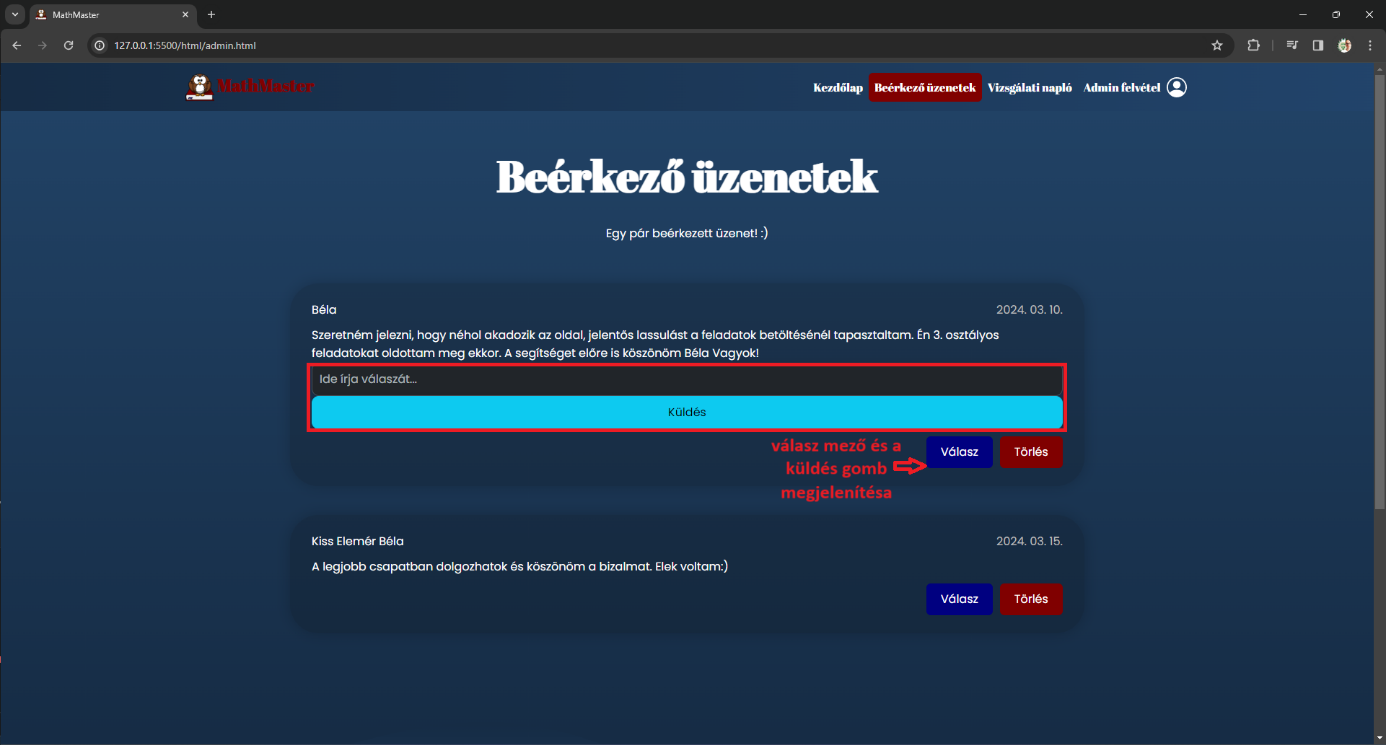 MathMaster
127.0.0.1:5500/html/admin.html
MathMaster
Kezdőlap Beérkező üzenetek Vizsgálati napló Admin felvétel
Beérkező üzenetek
Egy pár beérkezett üzenet! :)
Béla 2024. 03. 10.
Szeretném jelezni, hogy néhol akadozik az oldal, jelentős lassulást a feladatok betöltésénél tapasztaltam. Én 3. osztályos
feladatokat oldottam meg ekkor. A segítséget előre is köszönöm Béla Vagyok!
Ide írja válaszát...
Küldés
válasz mező és a
küldés gomb
megjelenítésa
Válasz Törlés
Kiss Elemér Béla 2024. 03. 15.
A legjobb csapatban dolgozhatok és köszönöm a bizalmat. Elek voltam:)
Válasz Törlés